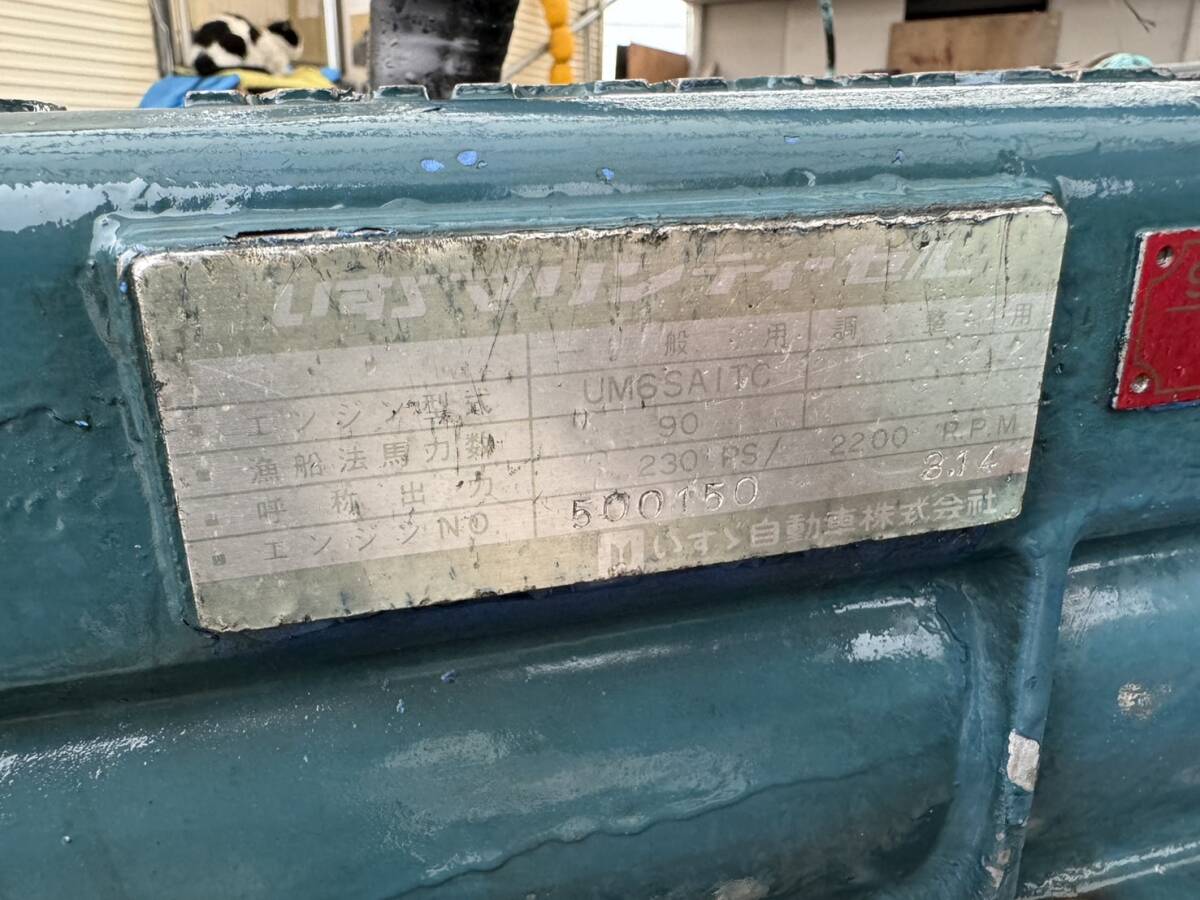 いすゞマリンディーゼル
一般用 調整用
エンジン型式 UM6SA1TC
漁船法馬力数 90
呼称出力 230 PS/ 2200 R.P.M
エンジンNO. 500150 3.14
いすゞ自動車株式会社